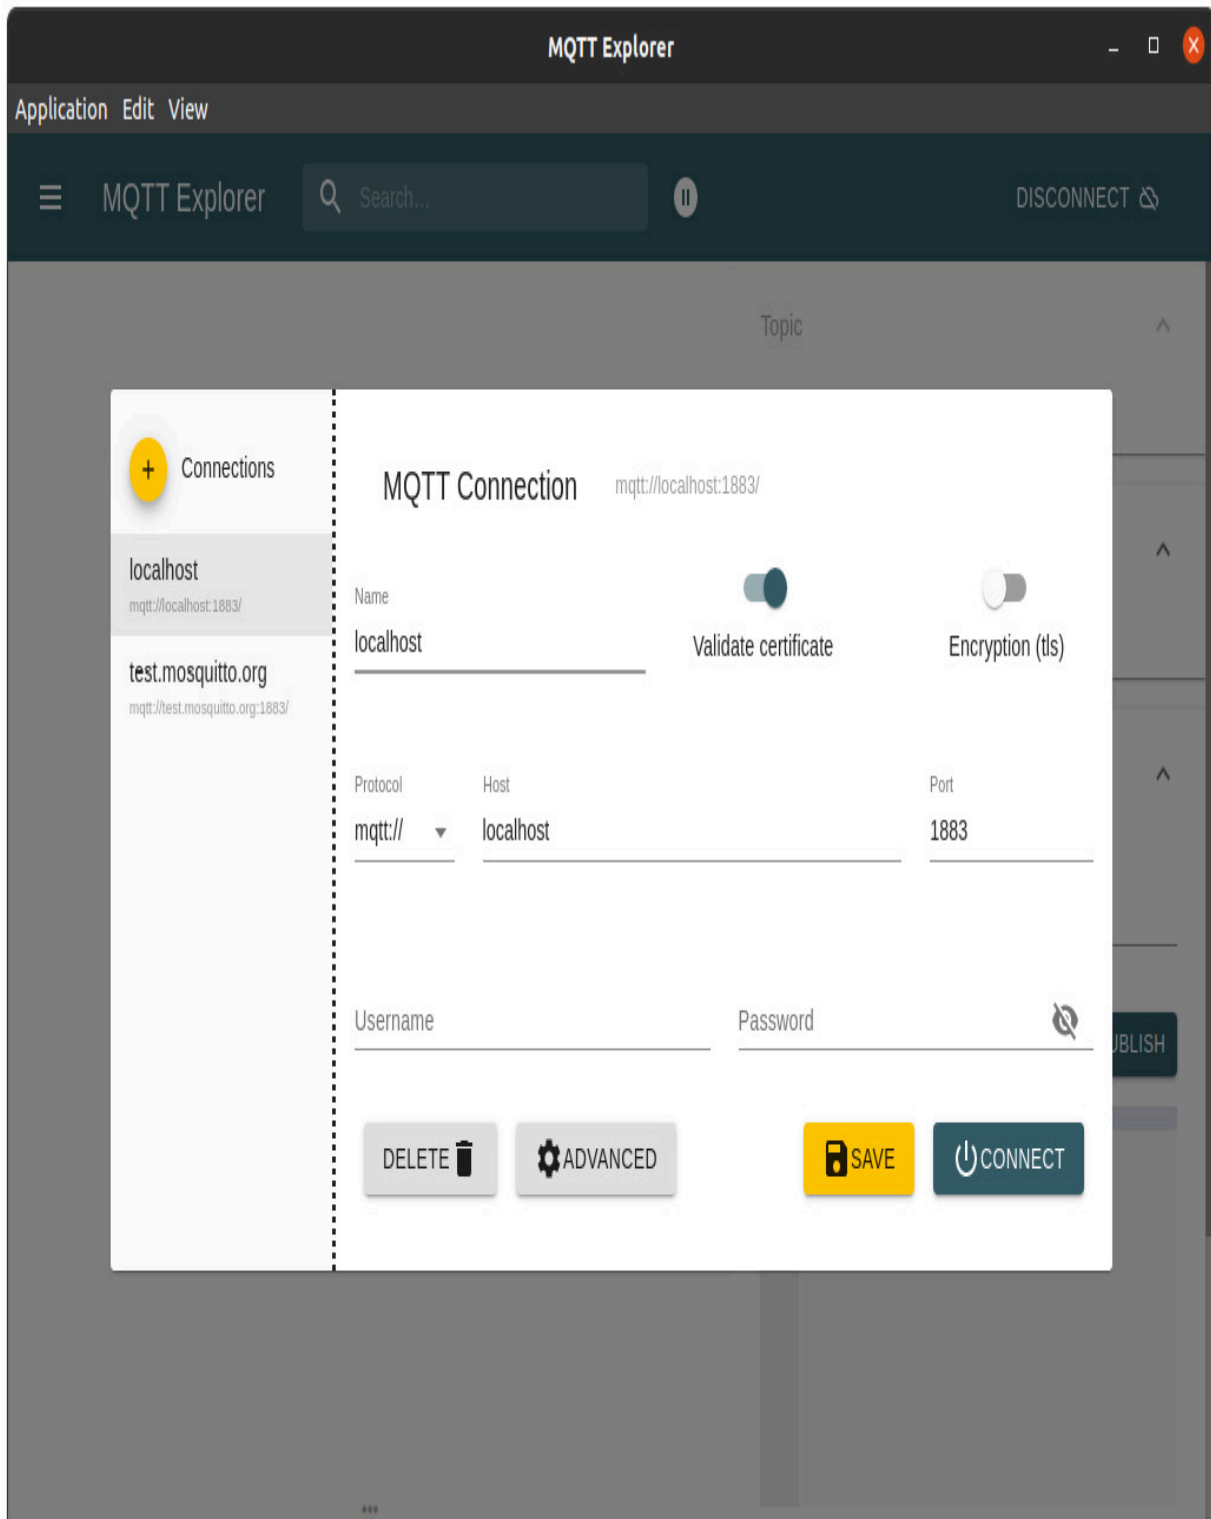 MQTT Explorer
Application Edit View
MQTT Explorer Search... DISCONNECT
Topic
+ Connections
MQTT Connection mqtt://localhost:1883/
localhost
mqtt://localhost:1883/
test.mosquitto.org
mqtt://test.mosquitto.org:1883/
Name
localhost
Validate certificate
Encryption (tls)
Protocol Host Port
mqtt:// localhost 1883
Username Password
UBLISH
DELETE ADVANCED SAVE CONNECT